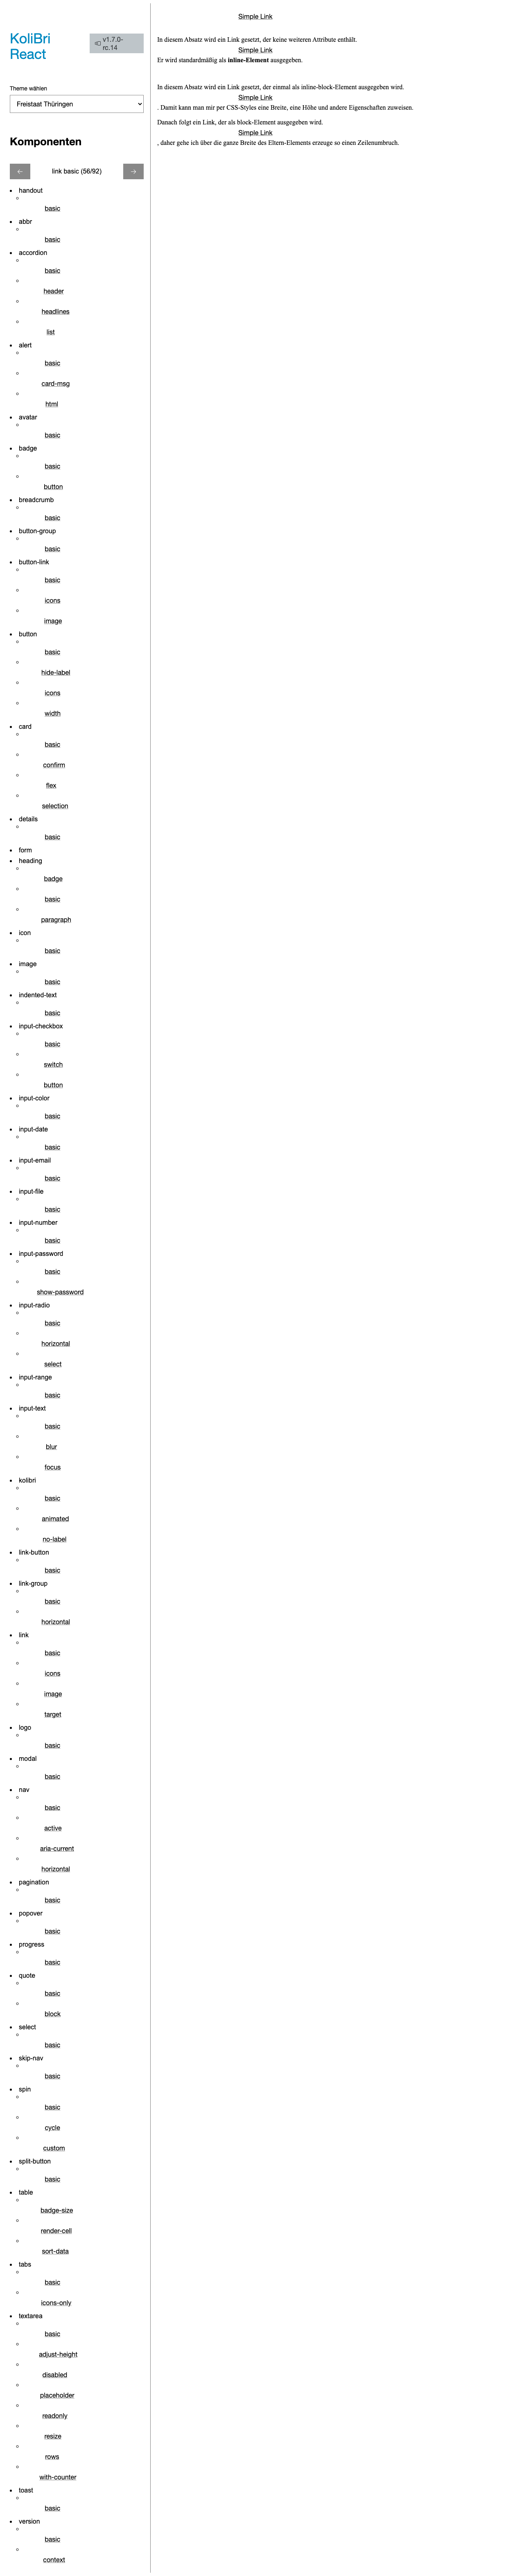 KoliBri
React
v1.7.0-
rc.14
Theme wählen
Freistaat Thüringen
Komponenten
← link basic (56/92) →
handout
basic
abbr
basic
accordion
basic
header
headlines
list
alert
basic
card-msg
html
avatar
basic
badge
basic
button
breadcrumb
basic
button-group
basic
button-link
basic
icons
image
button
basic
hide-label
icons
width
card
basic
confirm
flex
selection
details
basic
form
heading
badge
basic
paragraph
icon
basic
image
basic
indented-text
basic
input-checkbox
basic
switch
button
input-color
basic
input-date
basic
input-email
basic
input-file
basic
input-number
basic
input-password
basic
show-password
input-radio
basic
horizontal
select
input-range
basic
input-text
basic
blur
focus
kolibri
basic
animated
no-label
link-button
basic
link-group
basic
horizontal
link
basic
icons
image
target
logo
basic
modal
basic
nav
basic
active
aria-current
horizontal
pagination
basic
popover
basic
progress
basic
quote
basic
block
select
basic
skip-nav
basic
spin
basic
cycle
custom
split-button
basic
table
badge-size
render-cell
sort-data
tabs
basic
icons-only
textarea
basic
adjust-height
disabled
placeholder
readonly
resize
rows
with-counter
toast
basic
version
basic
context
Simple Link
In diesem Absatz wird ein Link gesetzt, der keine weiteren Attribute enthält.
Simple Link
Er wird standardmäßig als inline-Element ausgegeben.
In diesem Absatz wird ein Link gesetzt, der einmal als inline-block-Element ausgegeben wird.
Simple Link
. Damit kann man mir per CSS-Styles eine Breite, eine Höhe und andere Eigenschaften zuweisen.
Danach folgt ein Link, der als block-Element ausgegeben wird.
Simple Link
, daher gehe ich über die ganze Breite des Eltern-Elements erzeuge so einen Zeilenumbruch.